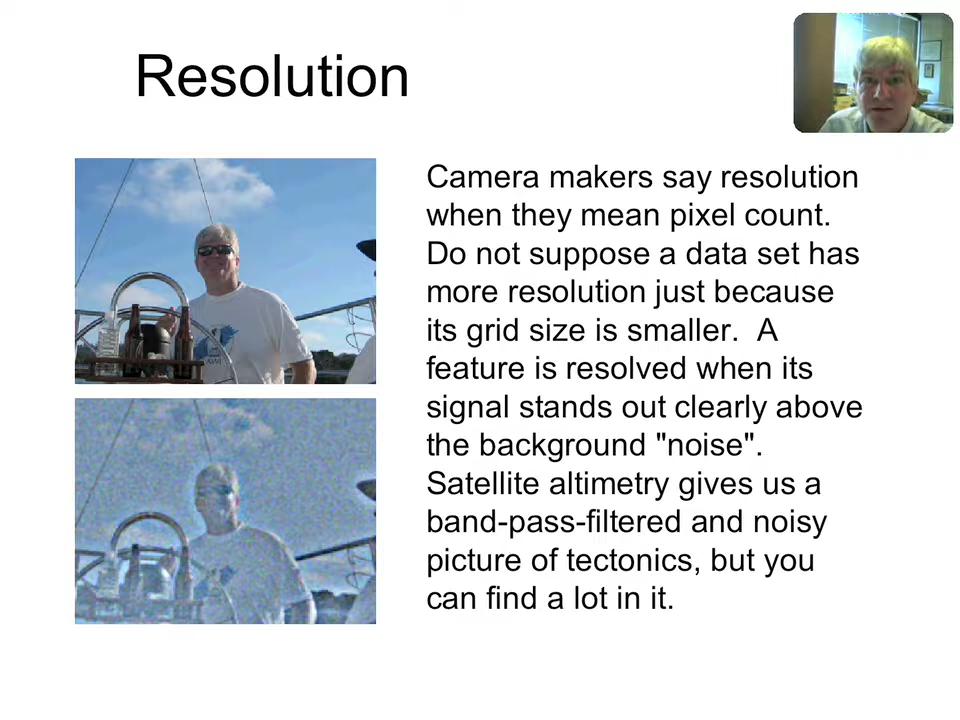 Resolution
Camera makers say resolution
when they mean pixel count.
Do not suppose a data set has
more resolution just because
its grid size is smaller.  A
feature is resolved when its
signal stands out clearly above
the background "noise".
Satellite altimetry gives us a
band-pass-filtered and noisy
picture of tectonics, but you
can find a lot in it.